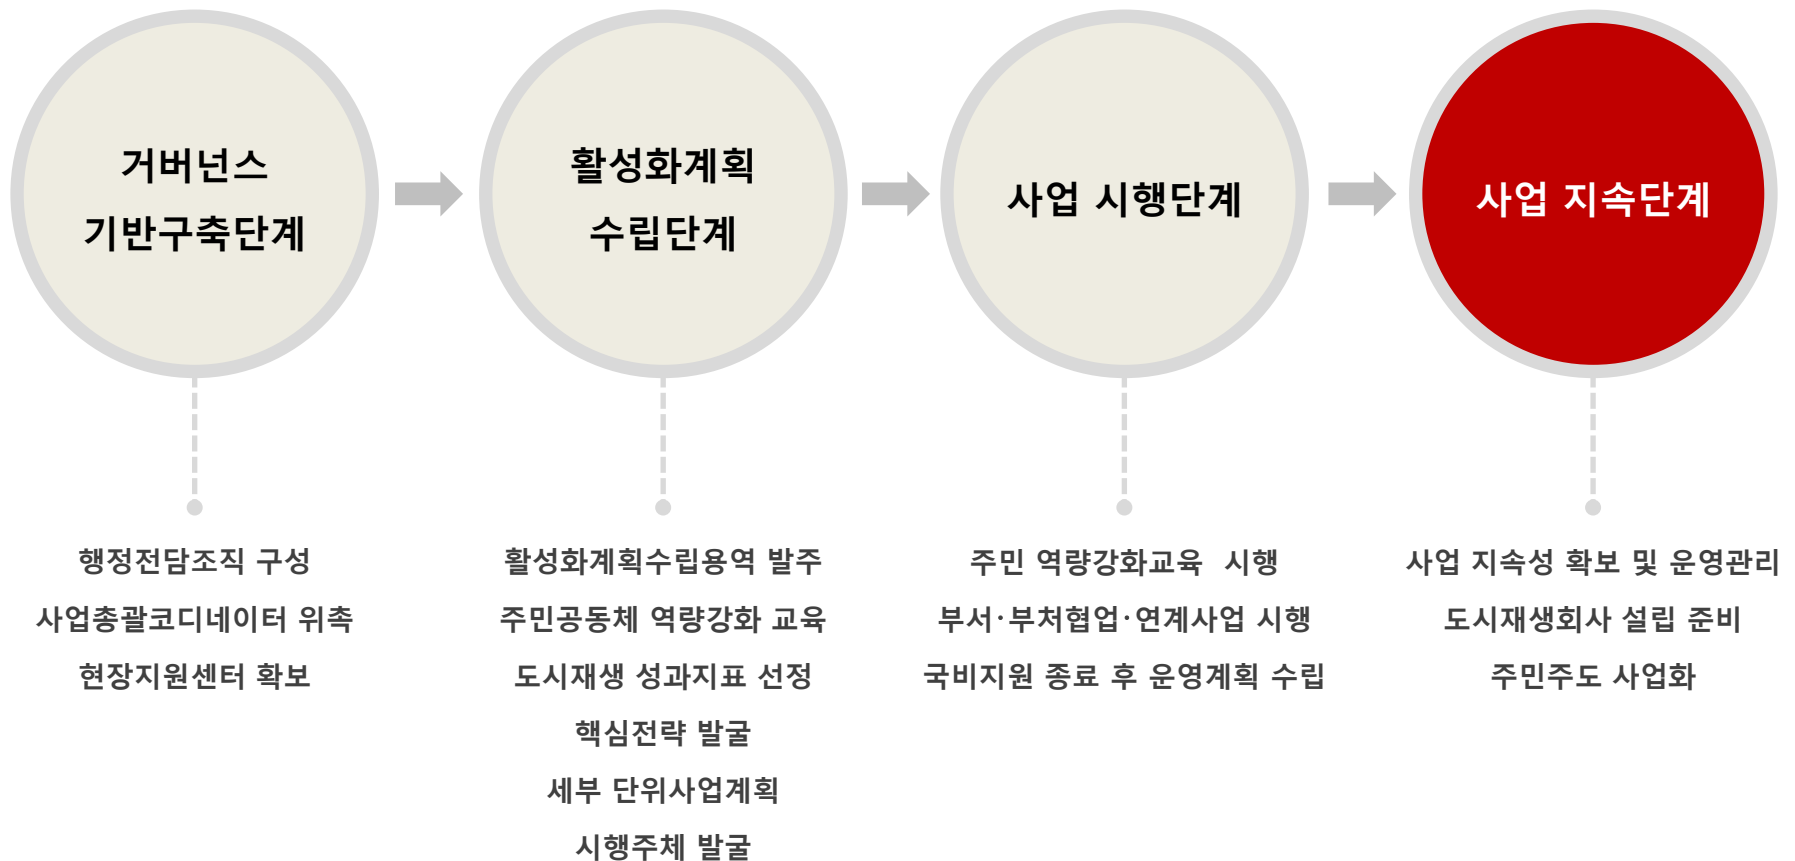 거버넌스
기반구축단계
활성화계획
수립단계
사업 시행단계
사업 지속단계
행정전담조직 구성
사업총괄코디네이터 위촉
현장지원센터 확보
활성화계획수립용역 발주
주민공동체 역량강화 교육
도시재생 성과지표 선정
핵심전략 발굴
세부 단위사업계획
시행주체 발굴
주민 역량강화교육 시행
부서·부처협업·연계사업 시행
국비지원 종료 후 운영계획 수립
사업 지속성 확보 및 운영관리
도시재생회사 설립 준비
주민주도 사업화